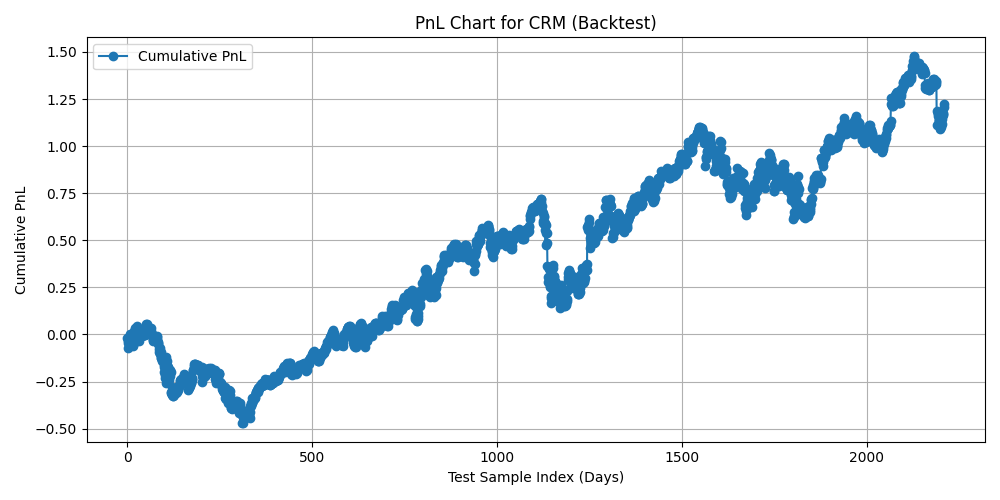 PnL Chart for CRM (Backtest)
Cumulative PnL
1.50
1.25
1.00
0.75
0.50
0.25
0.00
−0.25
−0.50
Cumulative PnL
0 500 1000 1500 2000
Test Sample Index (Days)